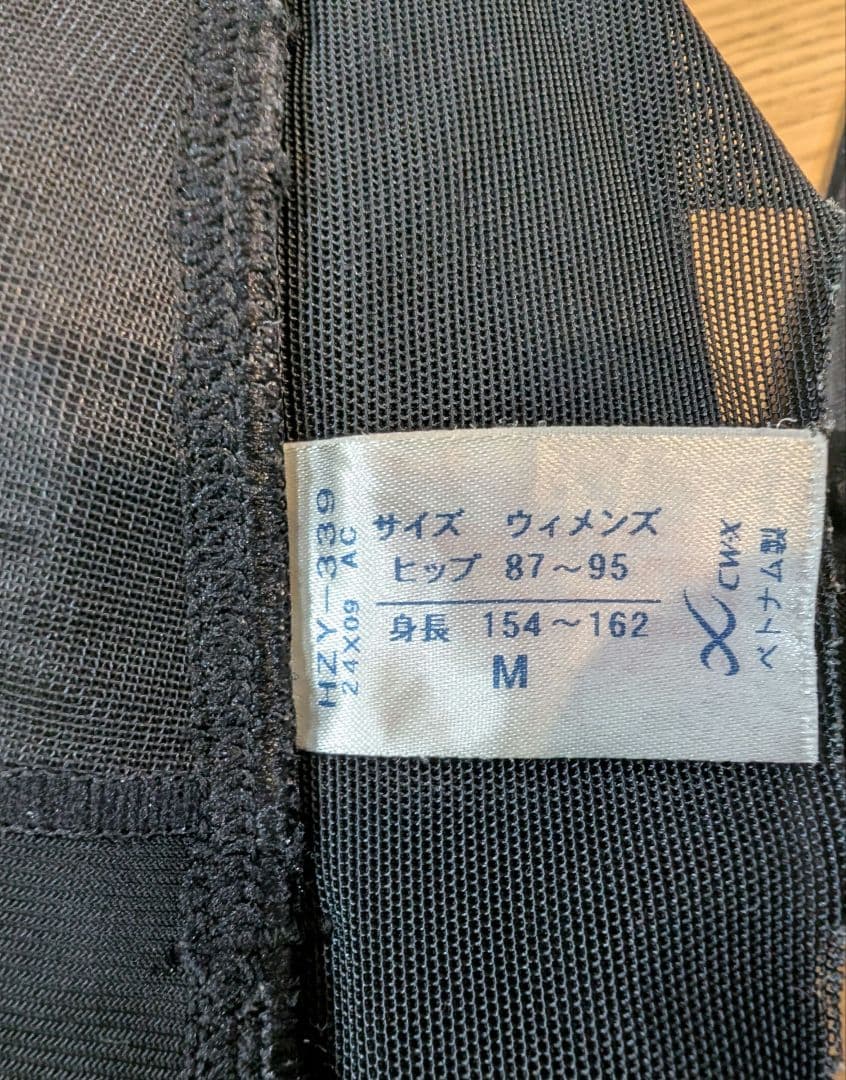 サイズ ウィメンズ
ヒップ 87～95
身長 154～162
M
HZY-339
24X09 AC
CW-X
ベトナム製